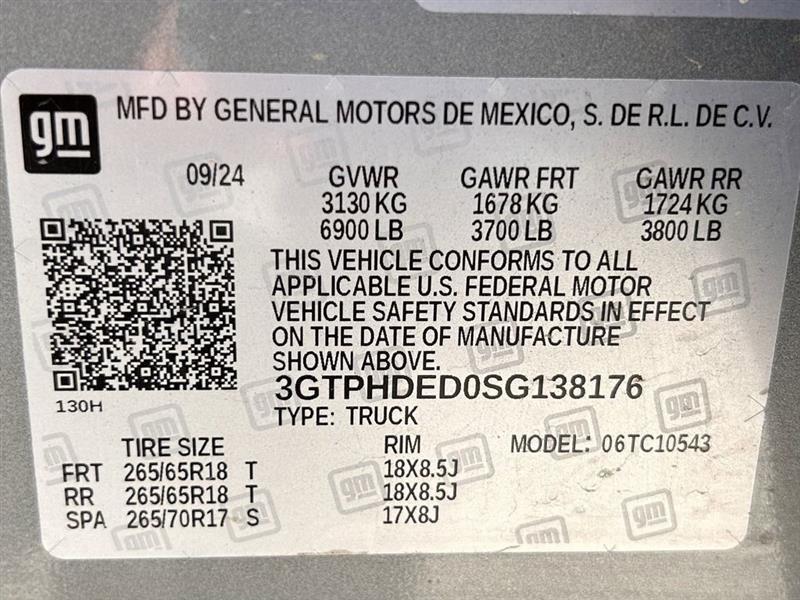 gm
MFD BY GENERAL MOTORS DE MEXICO, S. DE R.L. DE C.V.
09/24 GVWR GAWR FRT GAWR RR
3130 KG 1678 KG 1724 KG
6900 LB 3700 LB 3800 LB
THIS VEHICLE CONFORMS TO ALL
APPLICABLE U.S. FEDERAL MOTOR
VEHICLE SAFETY STANDARDS IN EFFECT
ON THE DATE OF MANUFACTURE
SHOWN ABOVE.
3GTPHDED0SG138176
130H
TYPE: TRUCK
TIRE SIZE RIM MODEL: 06TC10543
FRT 265/65R18 T 18X8.5J
RR 265/65R18 T 18X8.5J
SPA 265/70R17 S 17X8J